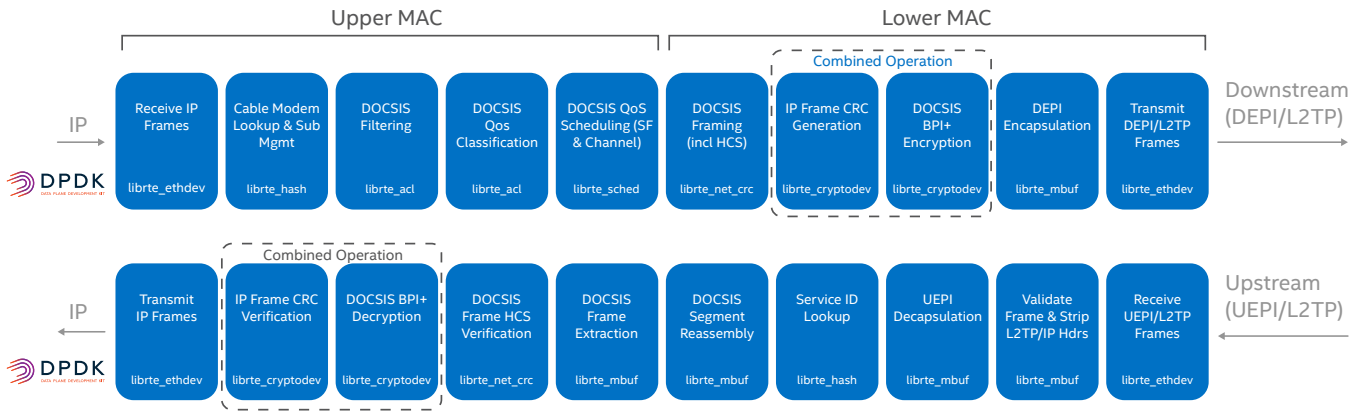 Upper MAC
Lower MAC
Combined Operation
IP
DPDK
DATA PLANE DEVELOPMENT KIT
Receive IP
Frames
librte_ethdev
Cable Modem
Lookup & Sub
Mgmt
librte_hash
DOCSIS
Filtering
librte_acl
DOCSIS
Qos
Classification
librte_acl
DOCSIS QoS
Scheduling (SF
& Channel)
librte_sched
DOCSIS
Framing
(incl HCS)
librte_net_crc
IP Frame CRC
Generation
librte_cryptodev
DOCSIS
BPI+
Encryption
librte_cryptodev
DEPI
Encapsulation
librte_mbuf
Transmit
DEPI/L2TP
Frames
librte_ethdev
Downstream
(DEPI/L2TP)
Combined Operation
IP
DPDK
DATA PLANE DEVELOPMENT KIT
Transmit
IP Frames
librte_ethdev
IP Frame CRC
Verification
librte_cryptodev
DOCSIS BPI+
Decryption
librte_cryptodev
DOCSIS
Frame HCS
Verification
librte_net_crc
DOCSIS
Frame
Extraction
librte_mbuf
DOCSIS
Segment
Reassembly
librte_mbuf
Service ID
Lookup
librte_hash
UEPI
Decapsulation
librte_mbuf
Validate
Frame & Strip
L2TP/IP Hdrs
librte_mbuf
Receive
UEPI/L2TP
Frames
librte_ethdev
Upstream
(UEPI/L2TP)